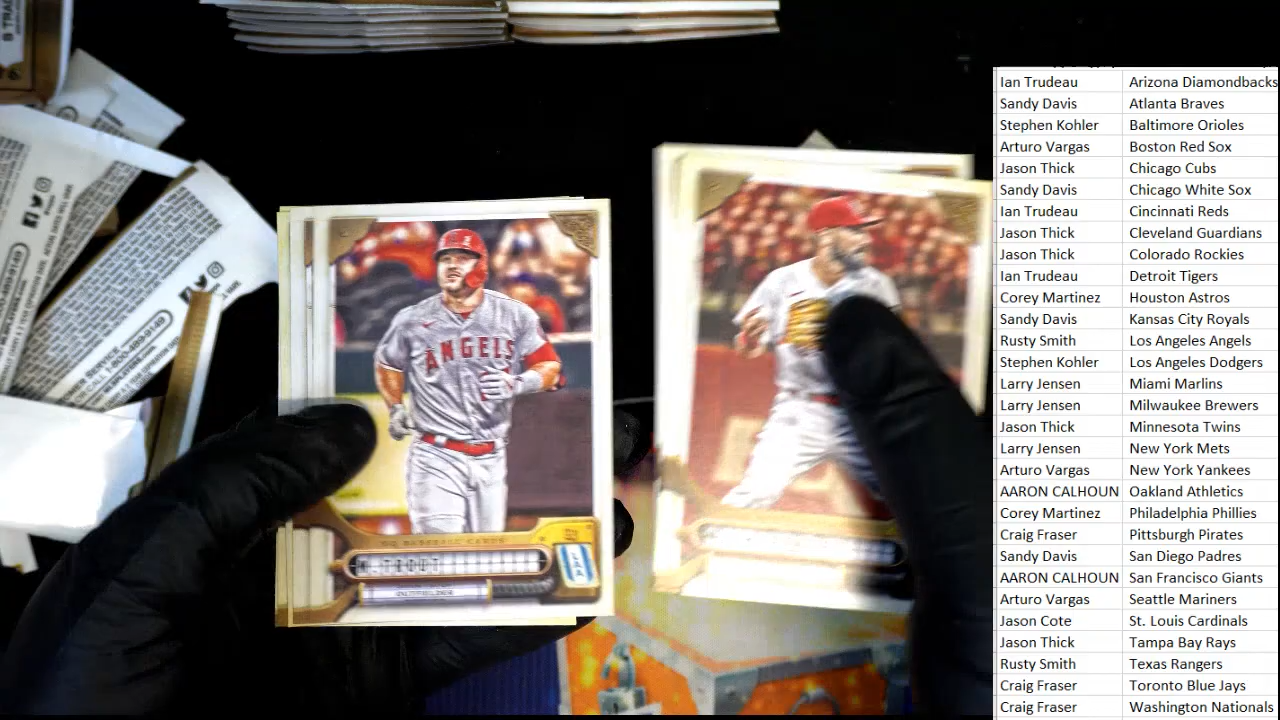 ANGELS
GQ BASEBALL CARDS
M. TROUT
OUTFIELDER
LAA
Ian Trudeau Arizona Diamondbacks
Sandy Davis Atlanta Braves
Stephen Kohler Baltimore Orioles
Arturo Vargas Boston Red Sox
Jason Thick Chicago Cubs
Sandy Davis Chicago White Sox
Ian Trudeau Cincinnati Reds
Jason Thick Cleveland Guardians
Jason Thick Colorado Rockies
Ian Trudeau Detroit Tigers
Corey Martinez Houston Astros
Sandy Davis Kansas City Royals
Rusty Smith Los Angeles Angels
Stephen Kohler Los Angeles Dodgers
Larry Jensen Miami Marlins
Larry Jensen Milwaukee Brewers
Jason Thick Minnesota Twins
Larry Jensen New York Mets
Arturo Vargas New York Yankees
AARON CALHOUN Oakland Athletics
Corey Martinez Philadelphia Phillies
Craig Fraser Pittsburgh Pirates
Sandy Davis San Diego Padres
AARON CALHOUN San Francisco Giants
Arturo Vargas Seattle Mariners
Jason Cote St. Louis Cardinals
Jason Thick Tampa Bay Rays
Rusty Smith Texas Rangers
Craig Fraser Toronto Blue Jays
Craig Fraser Washington Nationals